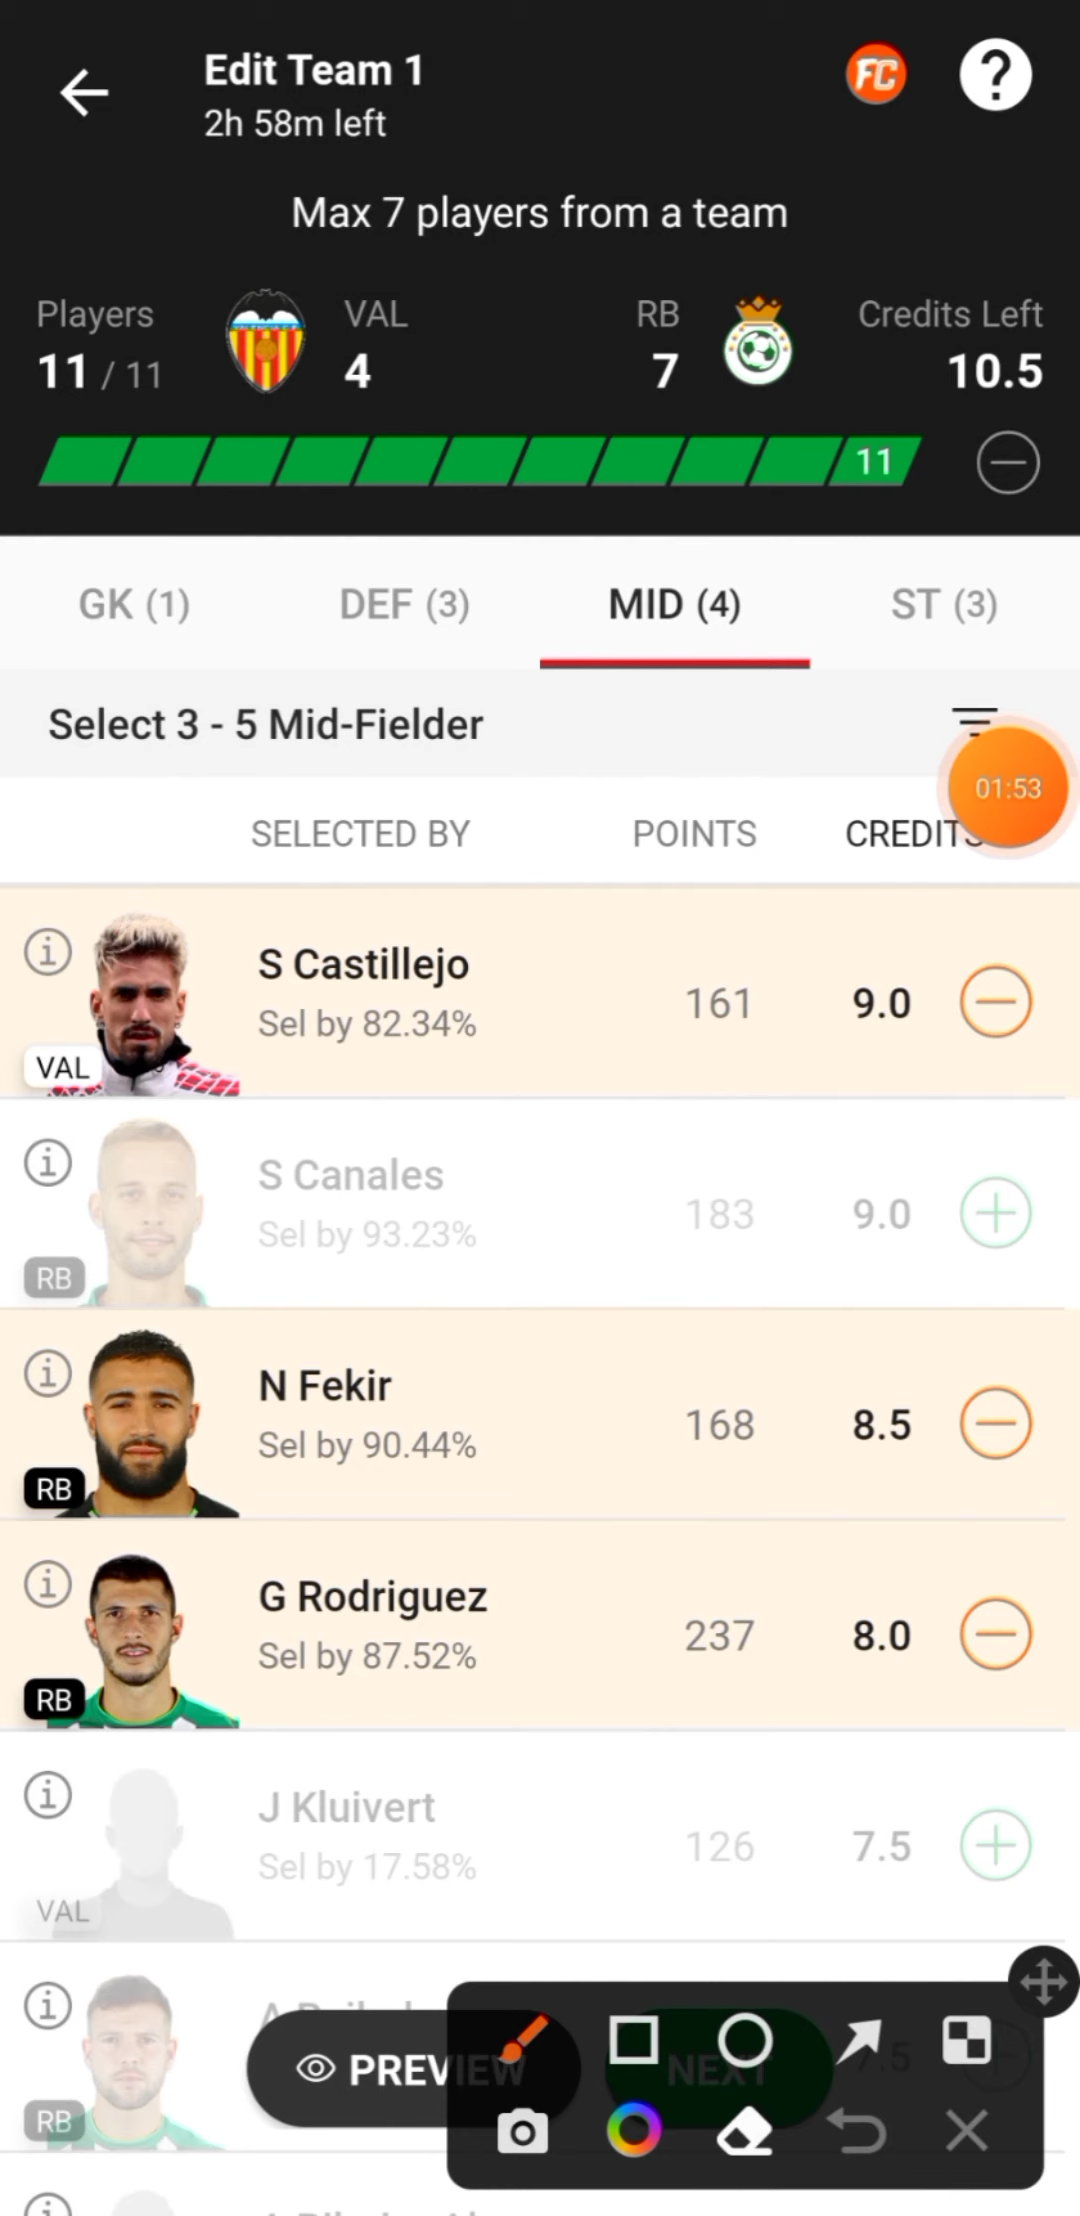 Edit Team 1
2h 58m left
FC
?
Max 7 players from a team
Players
11 / 11
VAL
4
RB
7
Credits Left
10.5
11
GK (1)
DEF (3)
MID (4)
ST (3)
Select 3 - 5 Mid-Fielder
01:53
SELECTED BY
POINTS
CREDITS
S Castillejo
Sel by 82.34%
161
9.0
VAL
S Canales
Sel by 93.23%
183
9.0
RB
N Fekir
Sel by 90.44%
168
8.5
RB
G Rodriguez
Sel by 87.52%
237
8.0
RB
J Kluivert
Sel by 17.58%
126
7.5
VAL
RB
PREVIEW
NEXT
7.5